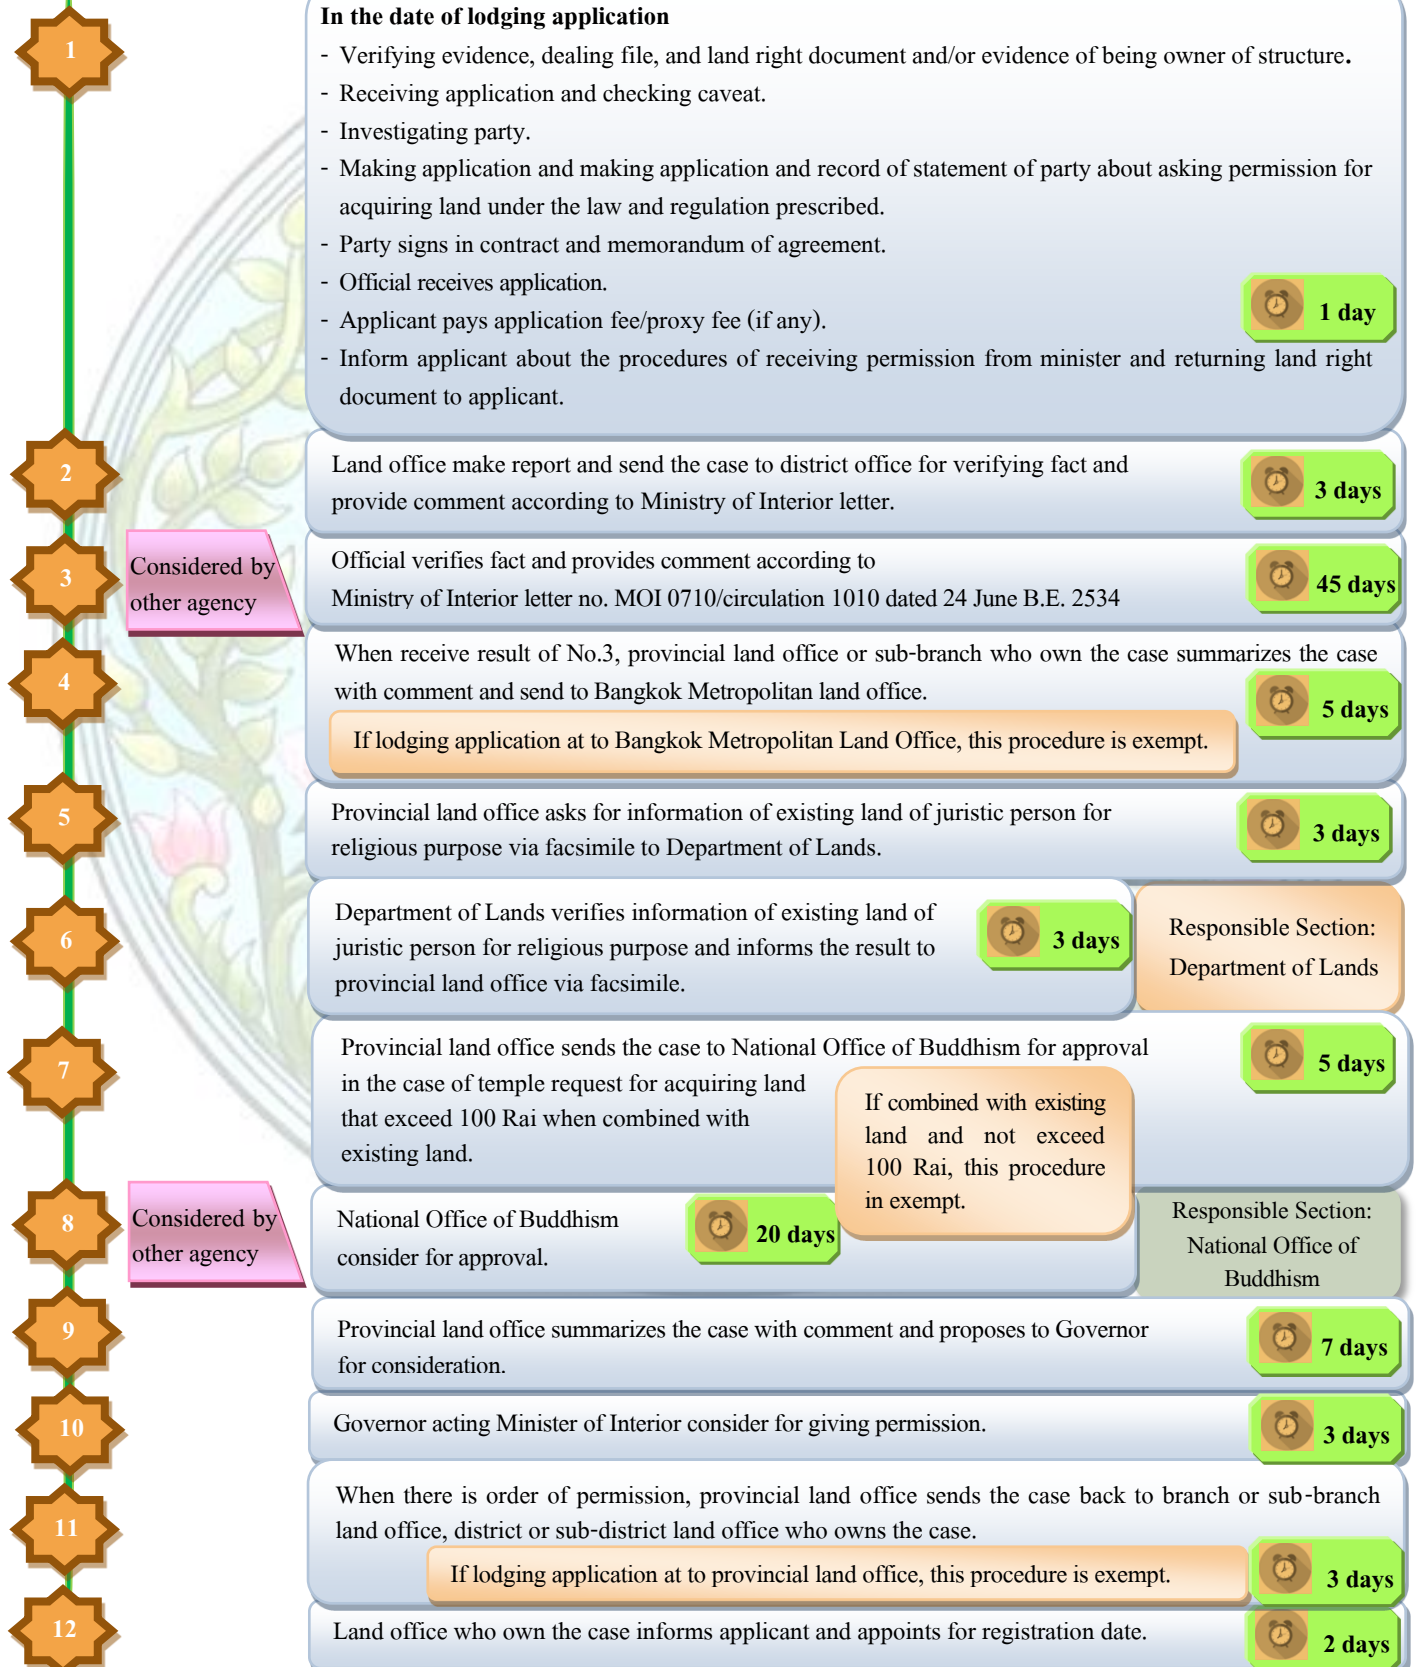 In the date of lodging application
1
- Verifying evidence, dealing file, and land right document and/or evidence of being owner of structure.
- Receiving application and checking caveat.
- Investigating party.
- Making application and making application and record of statement of party about asking permission for
acquiring land under the law and regulation prescribed.
- Party signs in contract and memorandum of agreement.
- Official receives application.
- Applicant pays application fee/proxy fee (if any).
1 day
- Inform applicant about the procedures of receiving permission from minister and returning land right
document to applicant.
2
Land office make report and send the case to district office for verifying fact and
provide comment according to Ministry of Interior letter.
3 days
3
Considered by
other agency
Official verifies fact and provides comment according to
Ministry of Interior letter no. MOI 0710/circulation 1010 dated 24 June B.E. 2534
45 days
4
When receive result of No.3, provincial land office or sub-branch who own the case summarizes the case
with comment and send to Bangkok Metropolitan land office.
5 days
If lodging application at to Bangkok Metropolitan Land Office, this procedure is exempt.
5
Provincial land office asks for information of existing land of juristic person for
religious purpose via facsimile to Department of Lands.
3 days
6
Department of Lands verifies information of existing land of
juristic person for religious purpose and informs the result to
provincial land office via facsimile.
3 days
Responsible Section:
Department of Lands
7
Provincial land office sends the case to National Office of Buddhism for approval
in the case of temple request for acquiring land
that exceed 100 Rai when combined with
existing land.
5 days
If combined with existing
land and not exceed
100 Rai, this procedure
in exempt.
8
Considered by
other agency
National Office of Buddhism
consider for approval.
20 days
Responsible Section:
National Office of
Buddhism
9
Provincial land office summarizes the case with comment and proposes to Governor
for consideration.
7 days
10
Governor acting Minister of Interior consider for giving permission.
3 days
11
When there is order of permission, provincial land office sends the case back to branch or sub-branch
land office, district or sub-district land office who owns the case.
If lodging application at to provincial land office, this procedure is exempt.
3 days
12
Land office who own the case informs applicant and appoints for registration date.
2 days